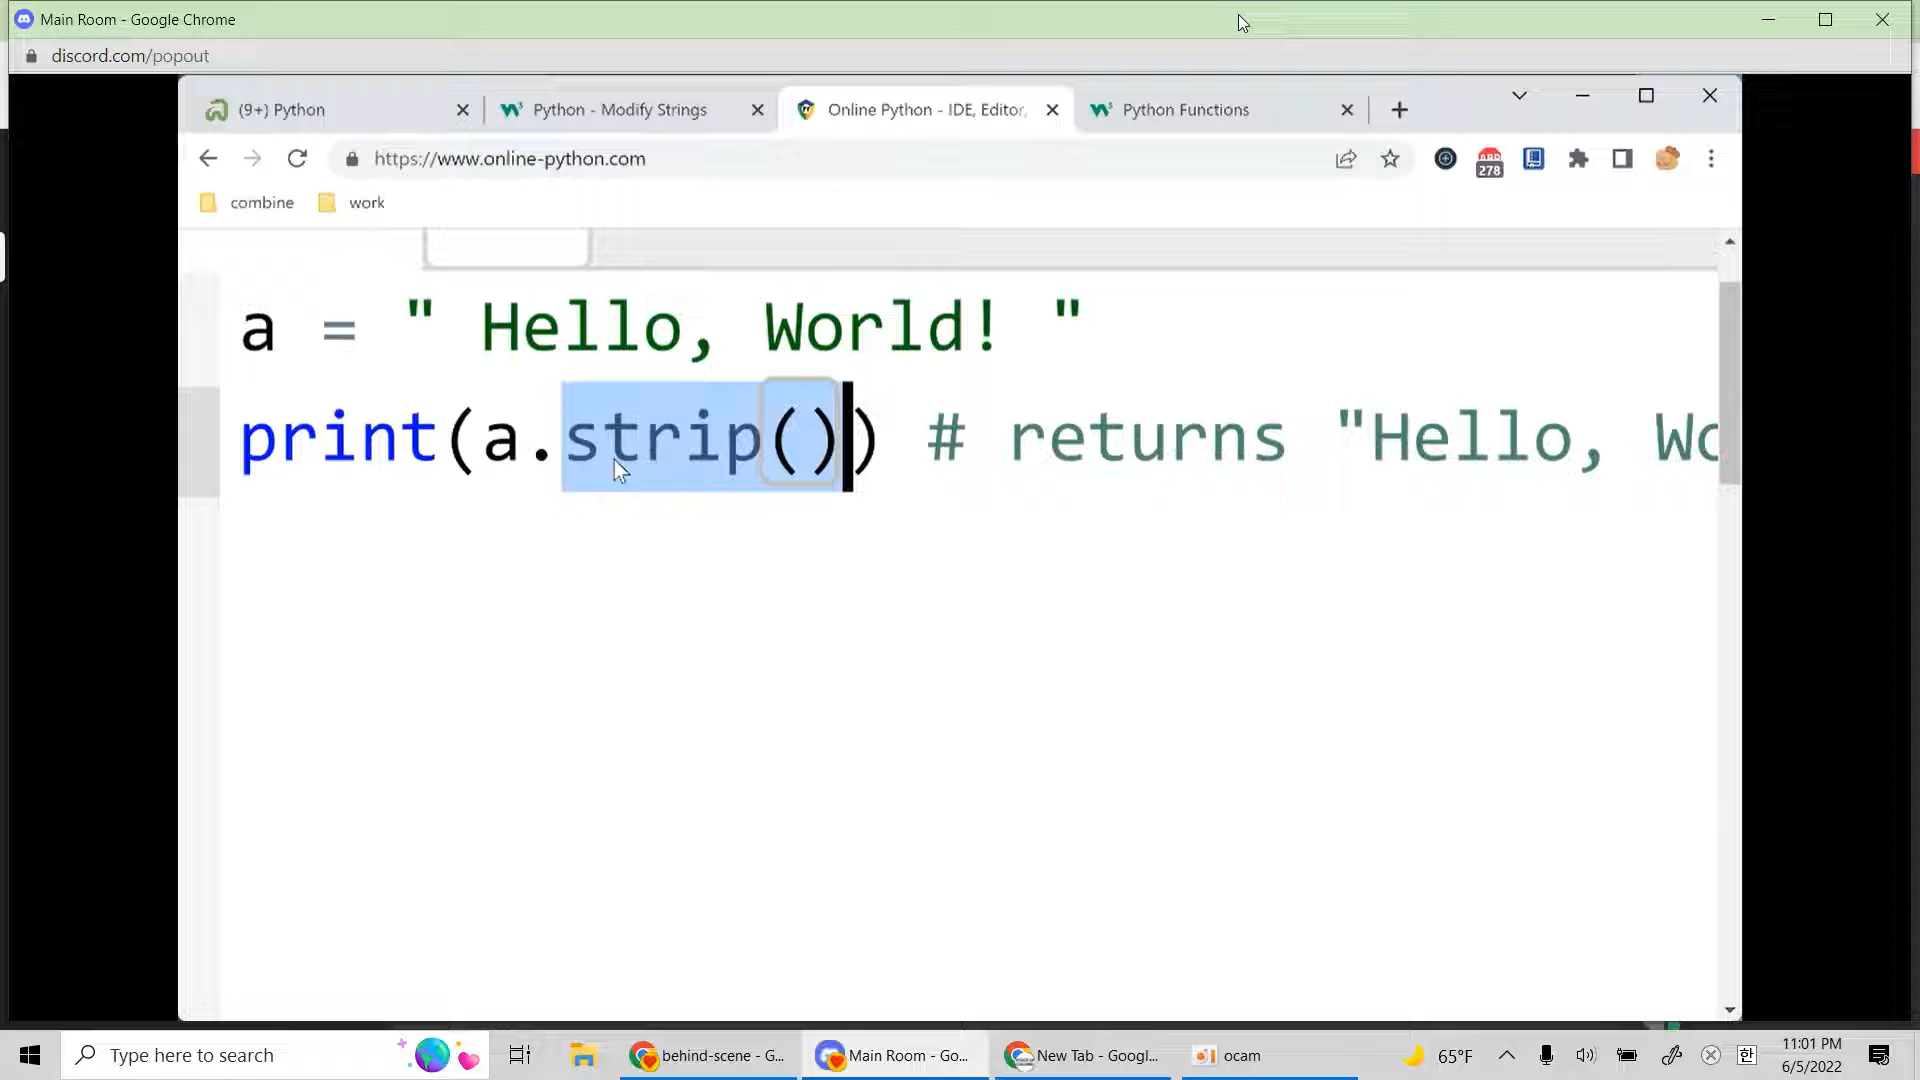 Main Room - Google Chrome
discord.com/popout
(9+) Python
Python - Modify Strings
Online Python - IDE, Editor,
Python Functions
https://www.online-python.com
278
combine
work
a = " Hello, World! "
print(a.strip()) # returns "Hello, Wo
Type here to search
behind-scene - G...
Main Room - Go...
New Tab - Googl...
ocam
65°F
한
11:01 PM
6/5/2022